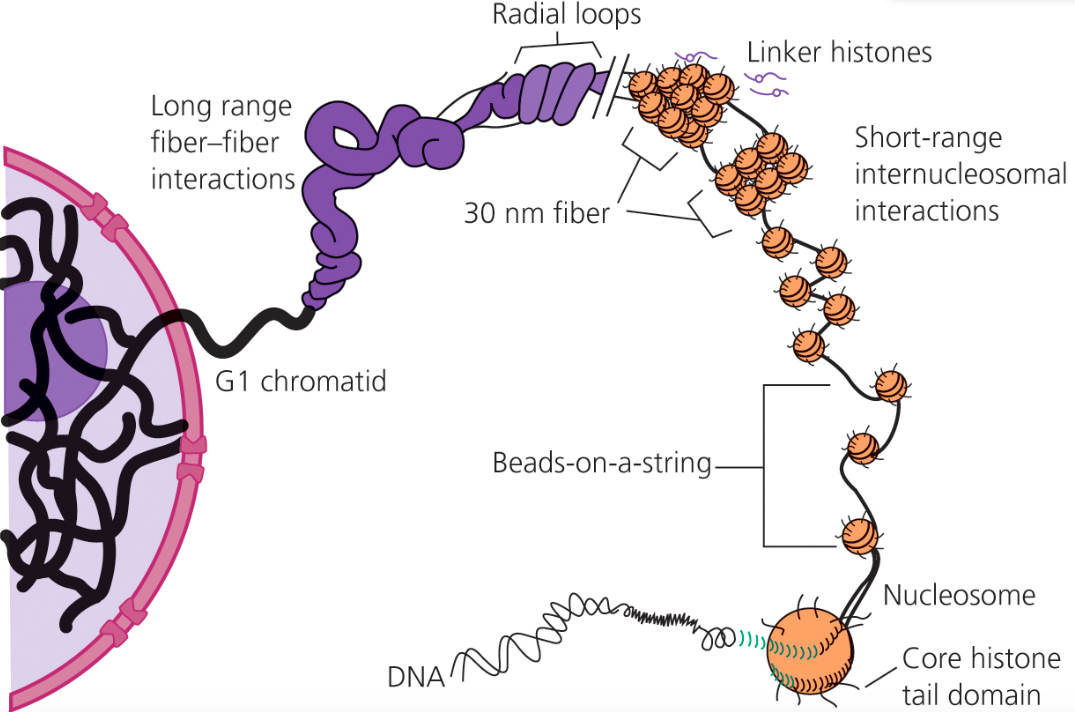 Radial loops
Linker histones
Long range
fiber–fiber
interactions
Short-range
internucleosomal
interactions
30 nm fiber
G1 chromatid
Beads-on-a-string
Nucleosome
DNA
Core histone
tail domain